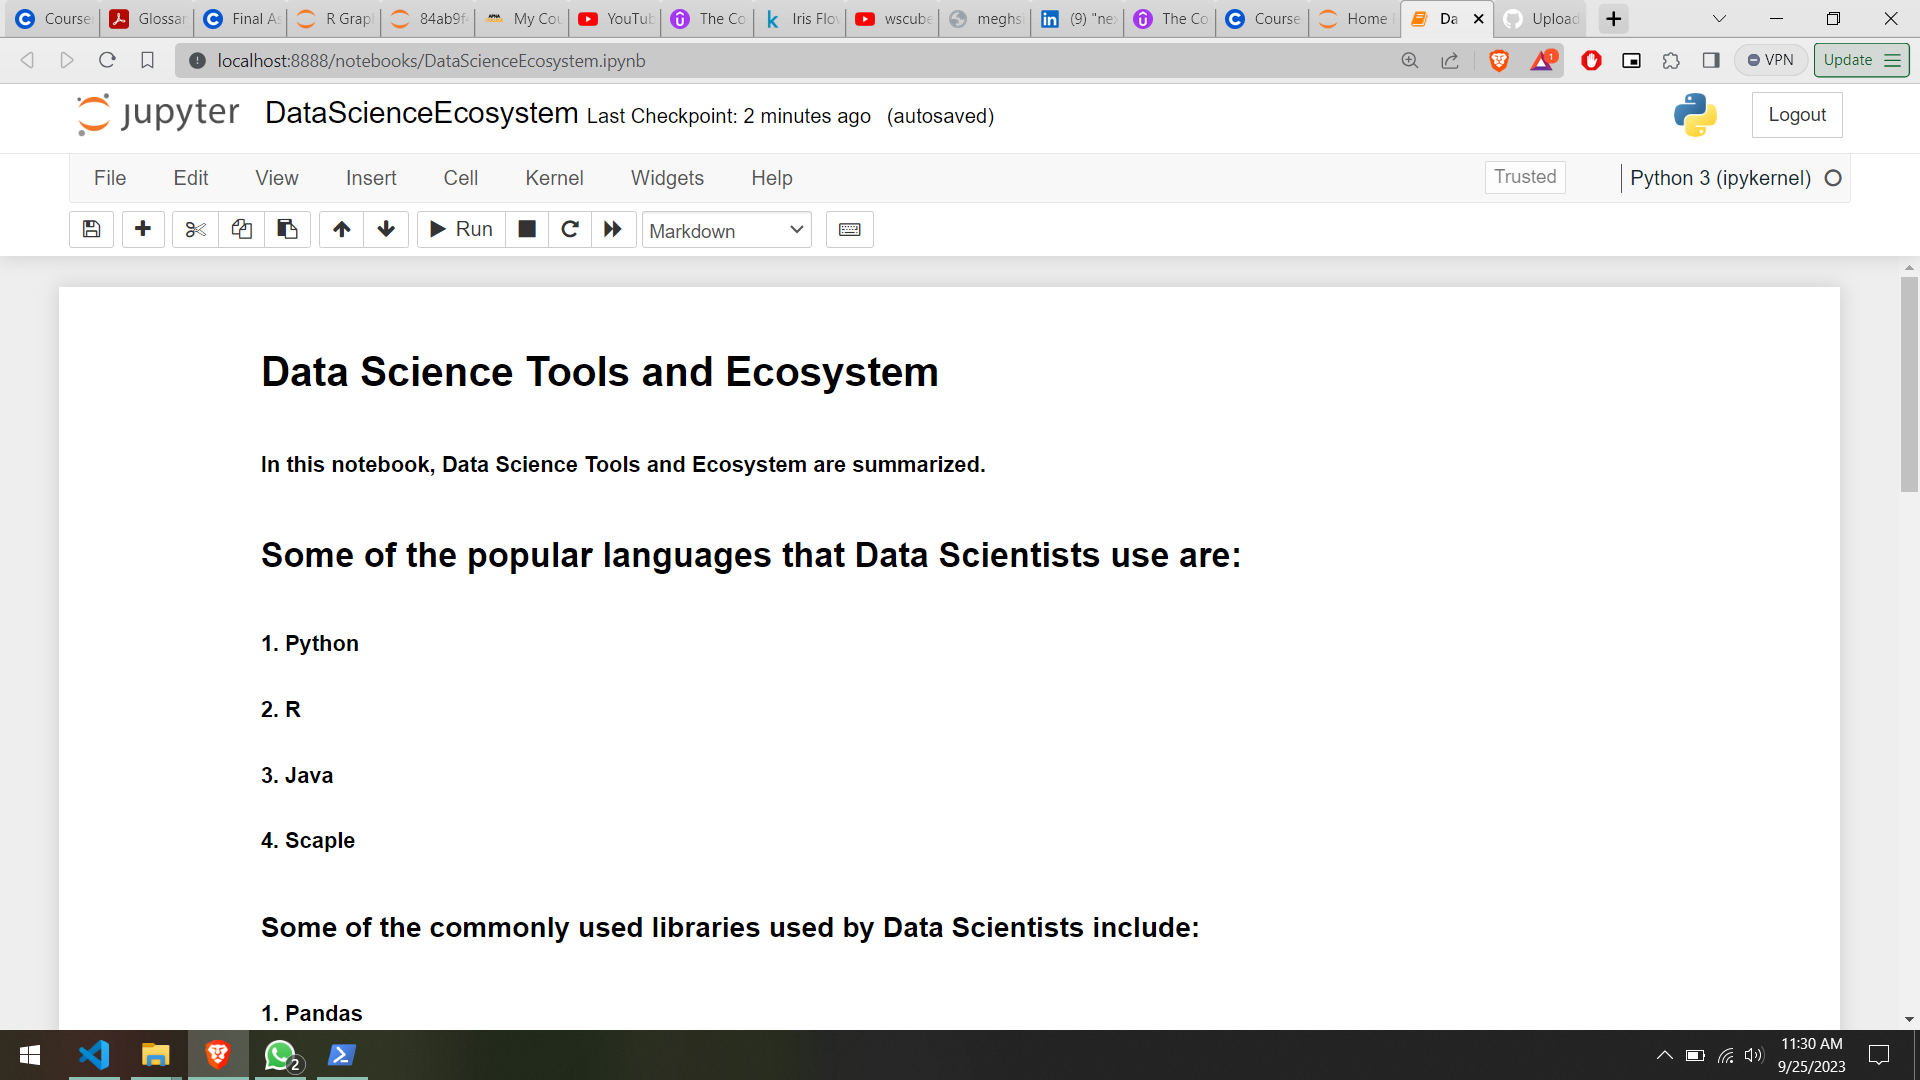 Course
Glossar
Final As
R Grap
84ab9f4
My Cou
YouTub
The Co
Iris Flov
wscube
meghs
(9) "nex
The Co
Course
Home
Da
Upload
localhost:8888/notebooks/DataScienceEcosystem.ipynb
1
VPN
Update
jupyter DataScienceEcosystem Last Checkpoint: 2 minutes ago (autosaved)
Logout
File Edit View Insert Cell Kernel Widgets Help
Trusted
Python 3 (ipykernel)
Run
Markdown
Data Science Tools and Ecosystem
In this notebook, Data Science Tools and Ecosystem are summarized.
Some of the popular languages that Data Scientists use are:
1. Python
2. R
3. Java
4. Scaple
Some of the commonly used libraries used by Data Scientists include:
1. Pandas
2
11:30 AM
9/25/2023